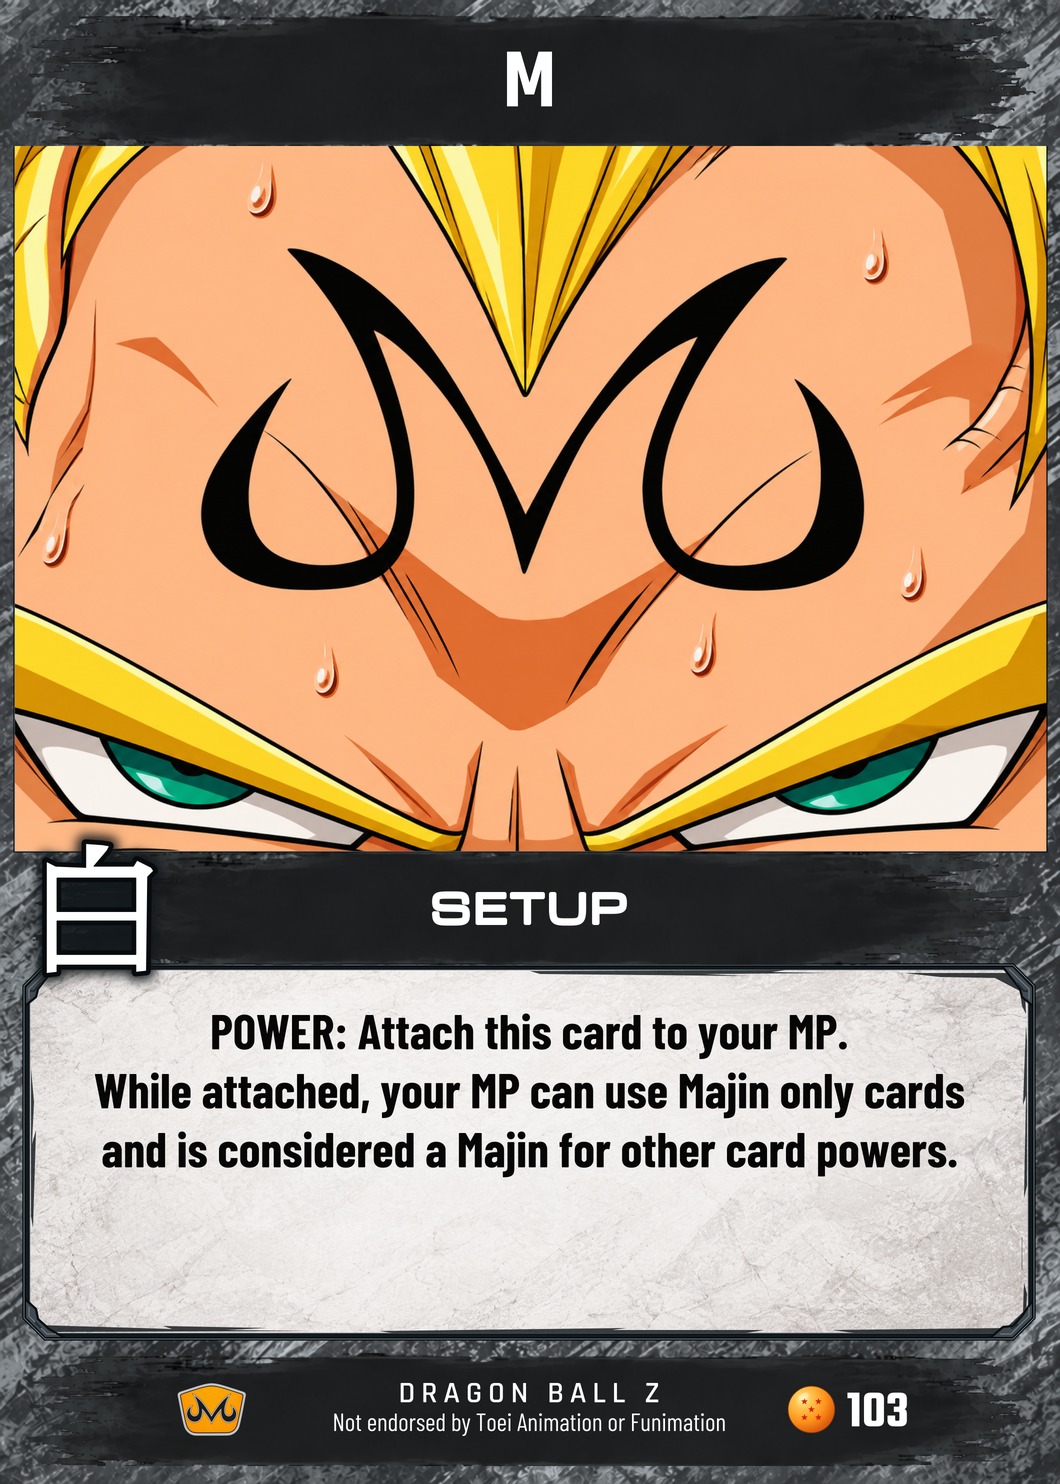 M
白
SETUP
POWER: Attach this card to your MP.
While attached, your MP can use Majin only cards
and is considered a Majin for other card powers.
DRAGON BALL Z
Not endorsed by Toei Animation or Funimation
103